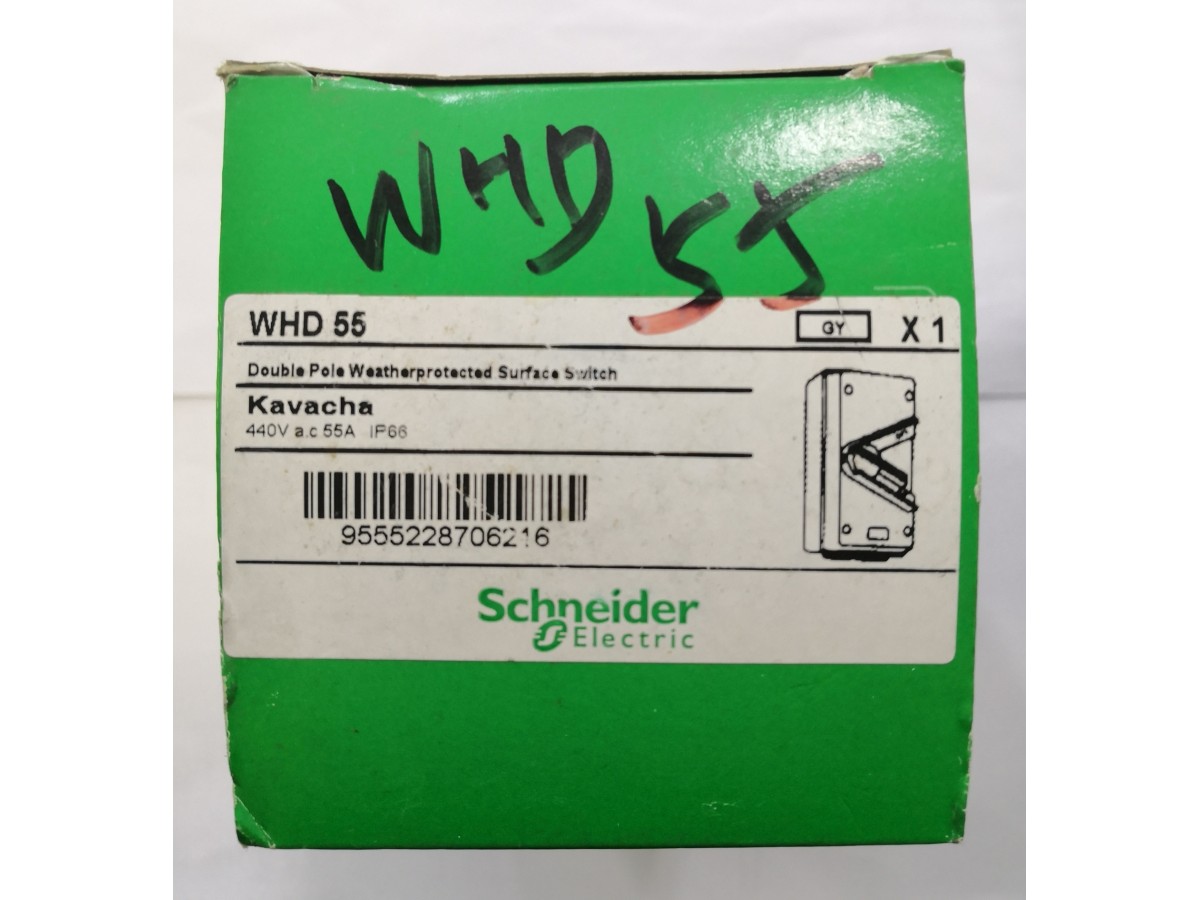 WHD 55
WHD 55 GY X 1
Double Pole Weatherprotected Surface Switch
Kavacha
440V a.c 55A IP66
9555228706216
Schneider
Electric